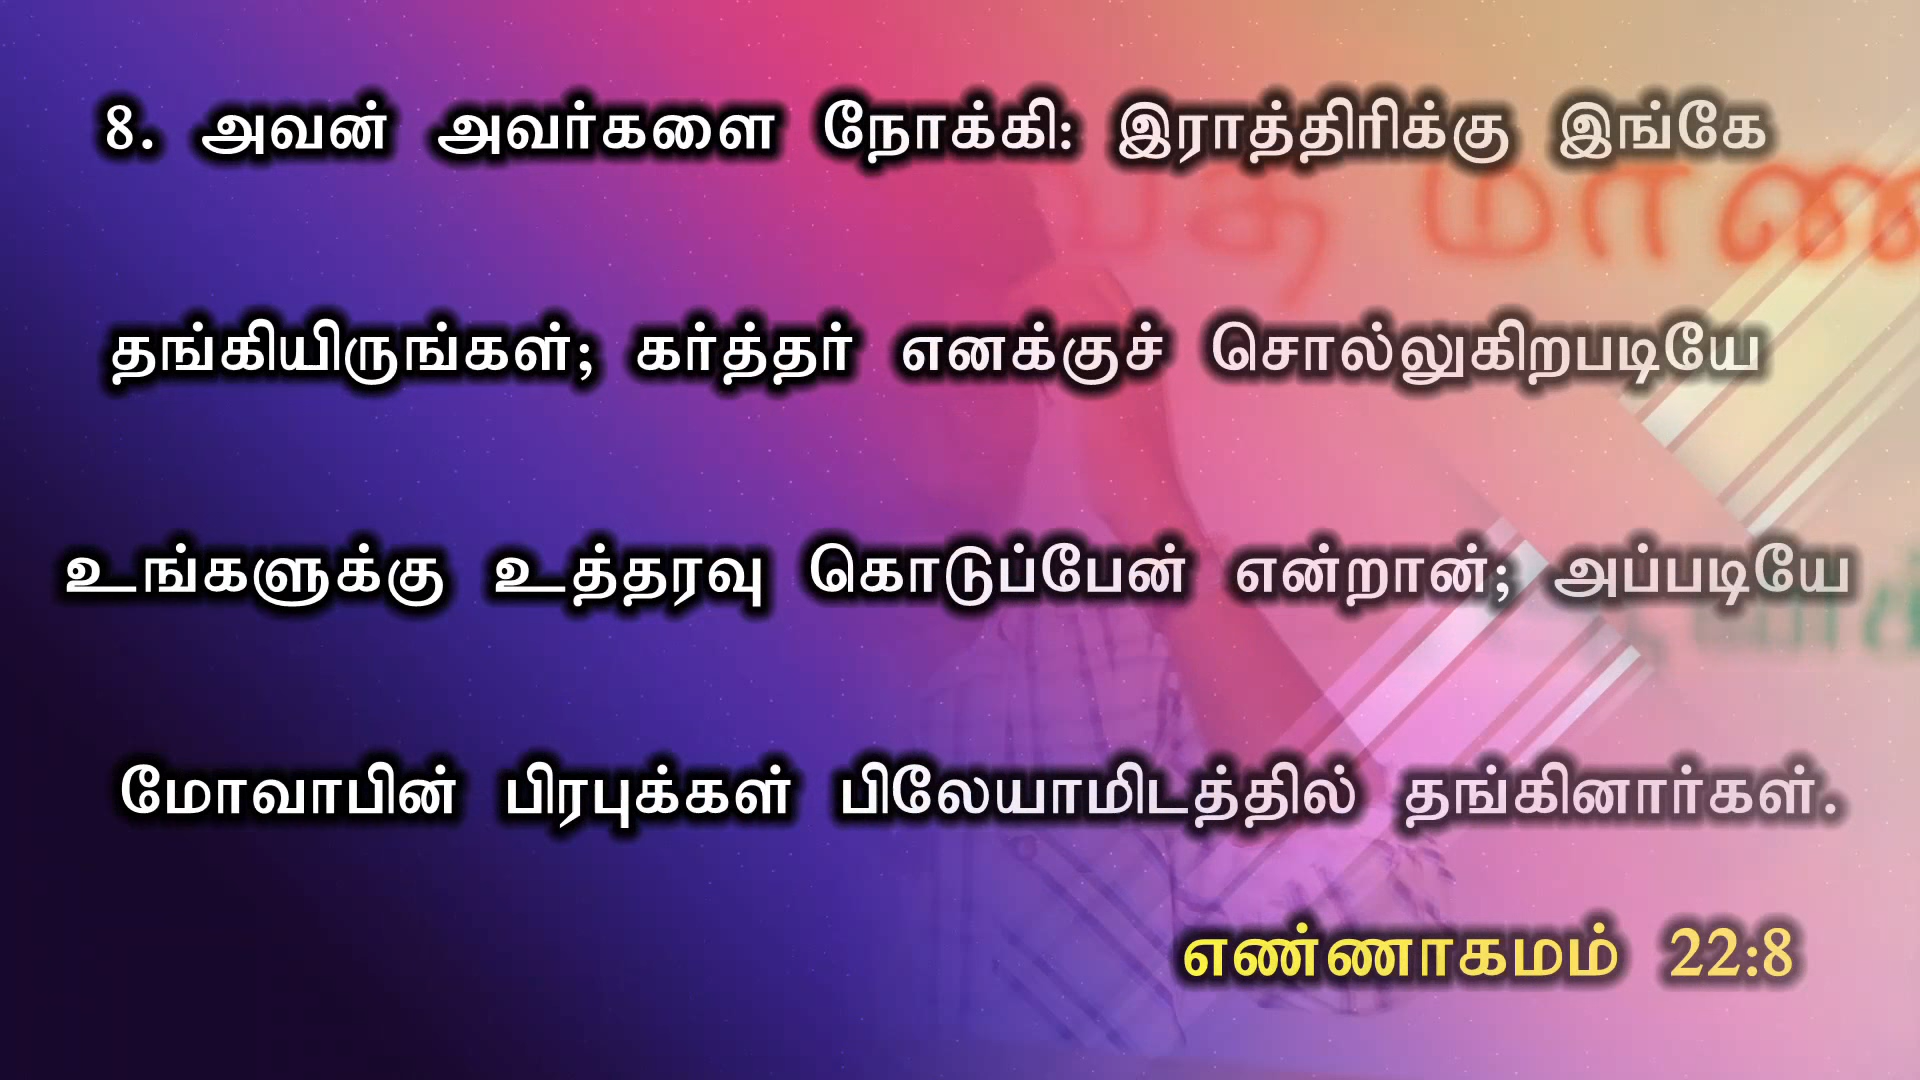 8. அவன் அவர்களை நோக்கி: இராத்திரிக்கு இங்கே
தங்கியிருங்கள்; கர்த்தர் எனக்குச் சொல்லுகிறபடியே
உங்களுக்கு உத்தரவு கொடுப்பேன் என்றான்; அப்படியே
மோவாபின் பிரபுக்கள் பிலேயாமிடத்தில் தங்கினார்கள்.
எண்ணாகமம் 22:8